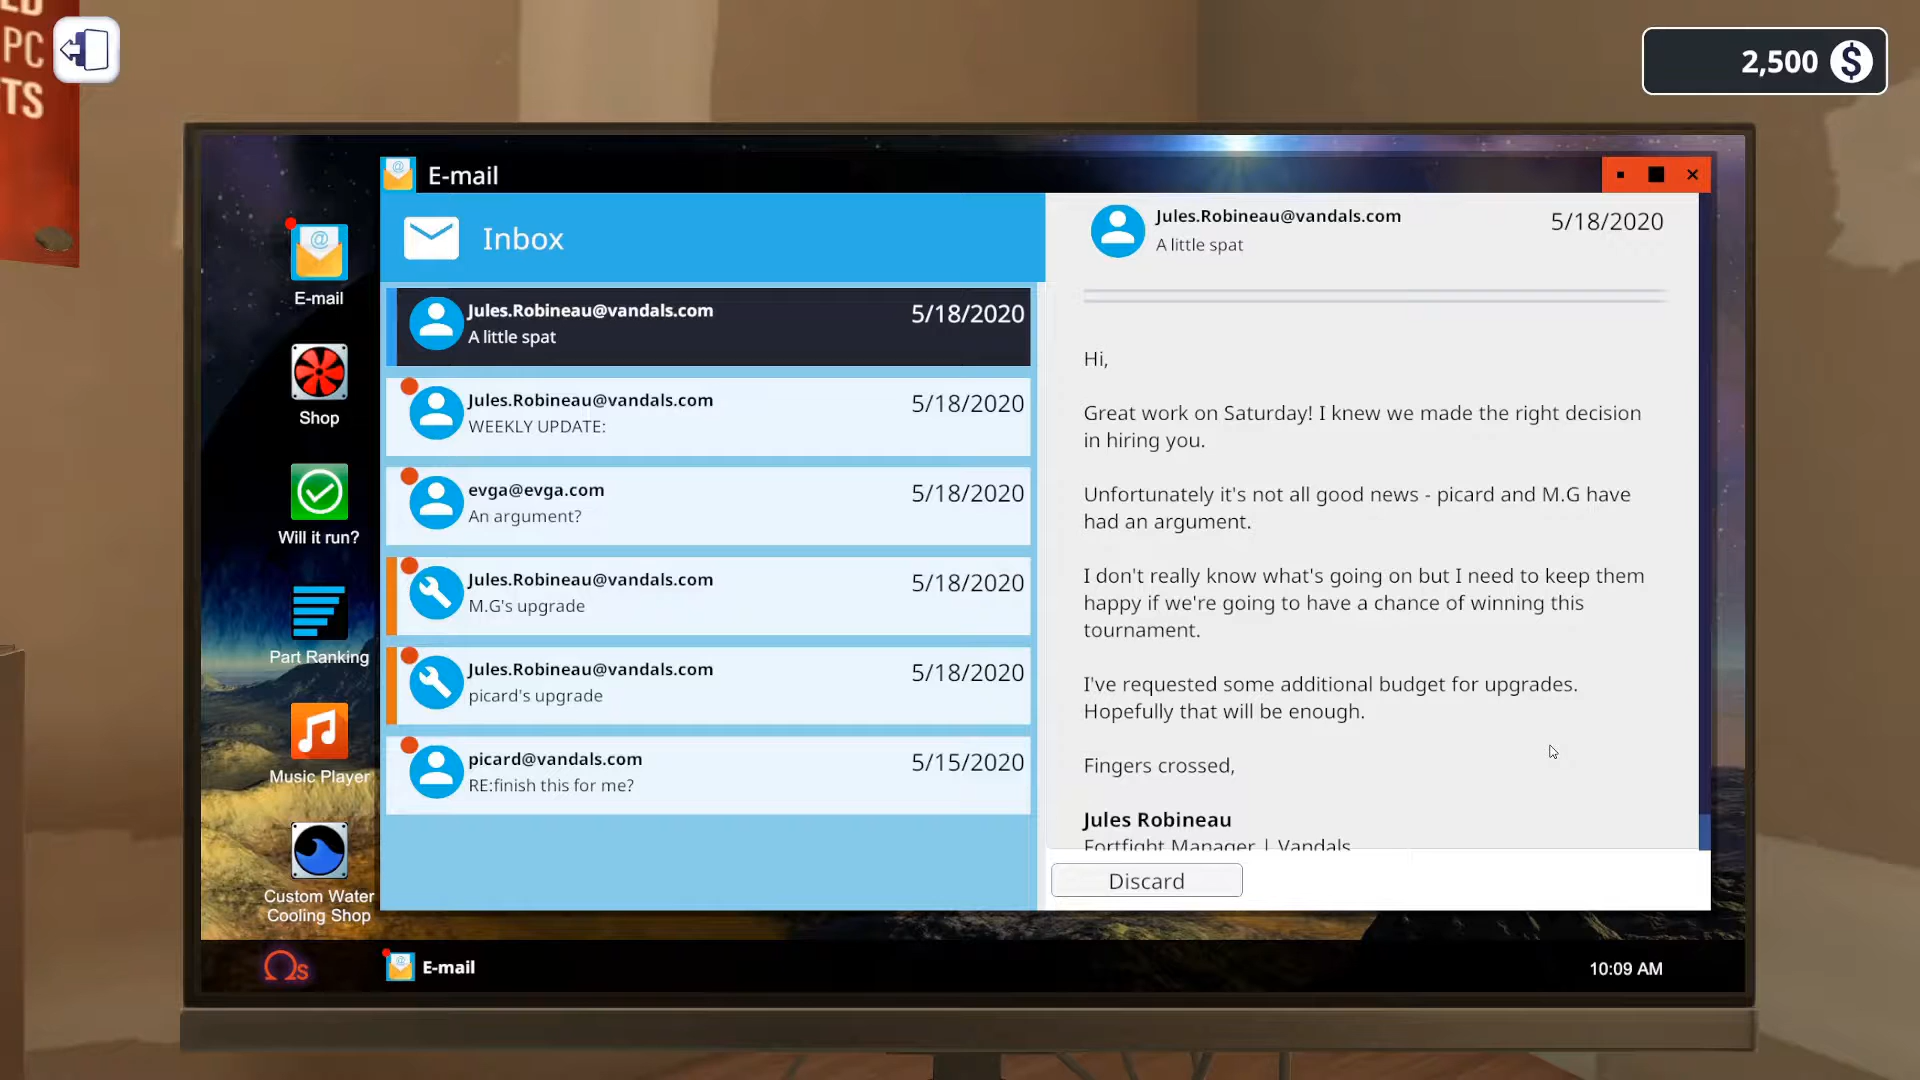 PC
TS
2,500
E-mail
Inbox
Jules.Robineau@vandals.com
5/18/2020
A little spat
Jules.Robineau@vandals.com
5/18/2020
WEEKLY UPDATE:
evga@evga.com
5/18/2020
An argument?
Jules.Robineau@vandals.com
5/18/2020
M.G's upgrade
Jules.Robineau@vandals.com
5/18/2020
picard's upgrade
picard@vandals.com
5/15/2020
RE:finish this for me?
Jules.Robineau@vandals.com
5/18/2020
A little spat
Hi,
Great work on Saturday! I knew we made the right decision
in hiring you.
Unfortunately it's not all good news - picard and M.G have
had an argument.
I don't really know what's going on but I need to keep them
happy if we're going to have a chance of winning this
tournament.
I've requested some additional budget for upgrades.
Hopefully that will be enough.
Fingers crossed,
Jules Robineau
Fortfight Manager | Vandals
Discard
E-mail
Shop
Will it run?
Part Ranking
Music Player
Custom Water
Cooling Shop
Ωs
E-mail
10:09 AM